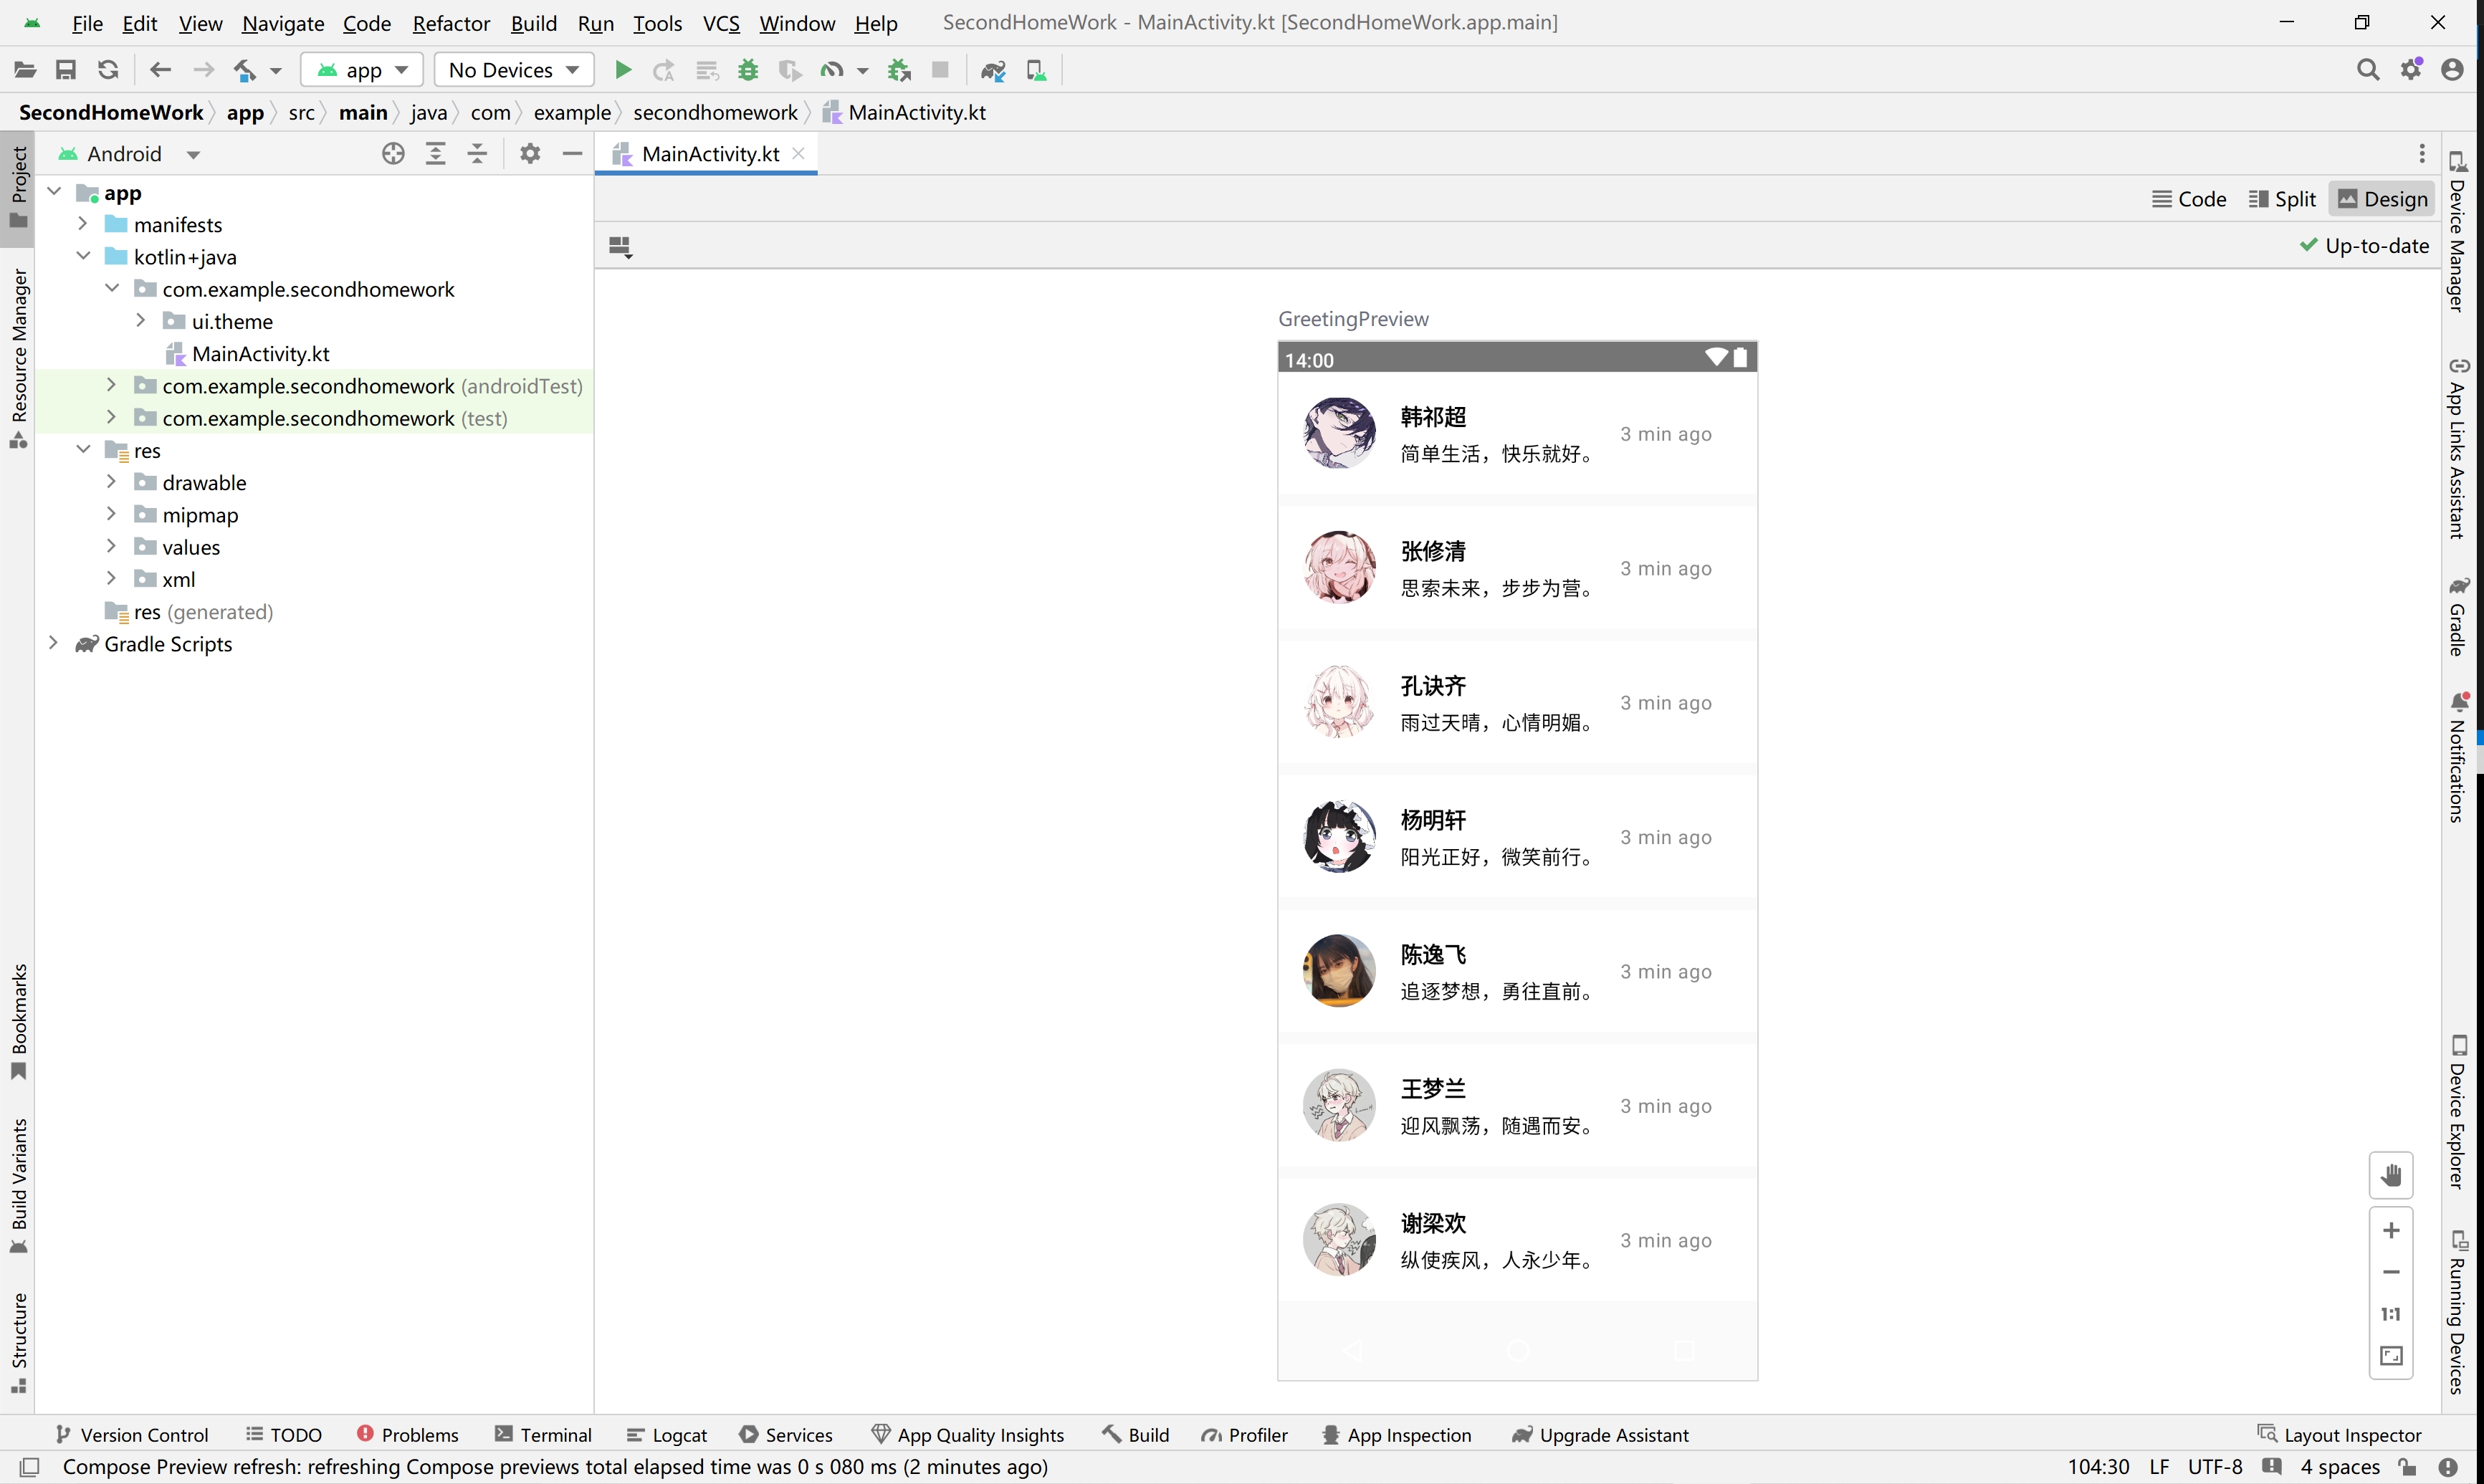 File Edit View Navigate Code Refactor Build Run Tools VCS Window Help SecondHomeWork - MainActivity.kt [SecondHomeWork.app.main]
app No Devices
SecondHomeWork app src main java com example secondhomework MainActivity.kt
Project
Resource Manager
Bookmarks
Build Variants
Structure
Android
app
manifests
kotlin+java
com.example.secondhomework
ui.theme
MainActivity.kt
com.example.secondhomework (androidTest)
com.example.secondhomework (test)
res
drawable
mipmap
values
xml
res (generated)
Gradle Scripts
MainActivity.kt
Code Split Design
Up-to-date
GreetingPreview
14:00
韩祁超
简单生活，快乐就好。
3 min ago
张修清
思索未来，步步为营。
3 min ago
孔诀齐
雨过天晴，心情明媚。
3 min ago
杨明轩
阳光正好，微笑前行。
3 min ago
陈逸飞
追逐梦想，勇往直前。
3 min ago
王梦兰
迎风飘荡，随遇而安。
3 min ago
谢梁欢
纵使疾风，人永少年。
3 min ago
1:1
Device Manager
App Links Assistant
Gradle
Notifications
Device Explorer
Running Devices
Version Control TODO Problems Terminal Logcat Services App Quality Insights Build Profiler App Inspection Upgrade Assistant Layout Inspector
Compose Preview refresh: refreshing Compose previews total elapsed time was 0 s 080 ms (2 minutes ago) 104:30 LF UTF-8 4 spaces